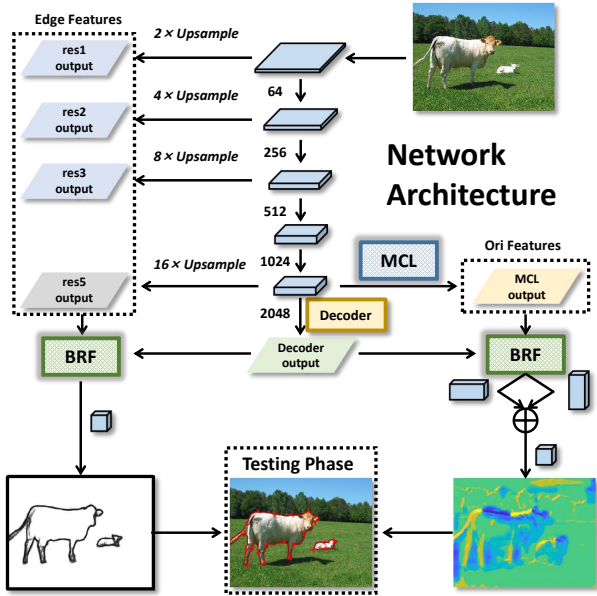 Edge Features
res1
output
2× Upsample
64
res2
output
4× Upsample
256
res3
output
8× Upsample
512
Network
Architecture
1024
res5
output
16× Upsample
2048
MCL
Ori Features
MCL
output
Decoder
BRF
Decoder
output
BRF
Testing Phase